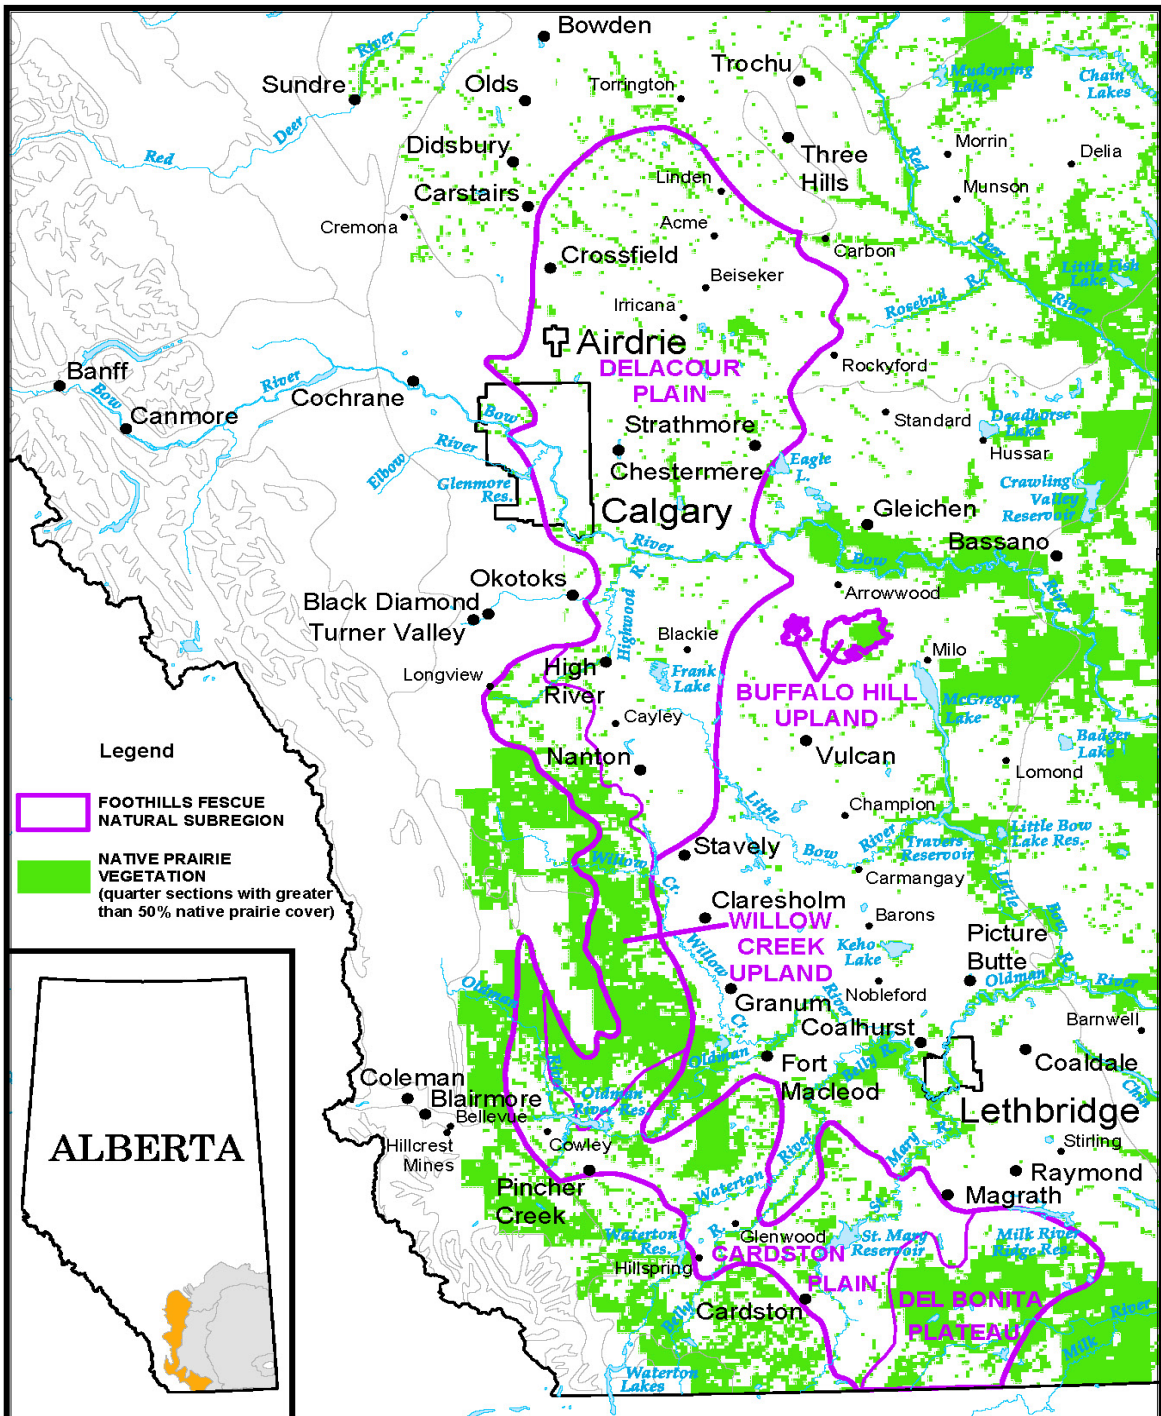 Bowden
River
Trochu
Sundre
Olds
Torrington
Mudspring
Lake
Chain
Lakes
Deer
Red
Didsbury
Three
Hills
Red
Morrin
Delia
Linden
Munson
Carstairs
Cremona
Acme
Carbon
Deer
Crossfield
Beiseker
Little Fish
Lake
River
Irricana
Rosebud R.
Airdrie
Rockyford
DELACOUR
PLAIN
Banff
Bow
River
Cochrane
Canmore
Bow
Strathmore
Standard
Deadhorse
Lake
Hussar
Elbow
River
Glenmore
Res.
Chestermere
Eagle
L.
Crawling
Valley
Reservoir
Calgary
Gleichen
River
Bassano
Bow
River
Okotoks
Highwood R.
Arrowwood
Black Diamond
Turner Valley
Blackie
Milo
Longview
High
River
Frank
Lake
BUFFALO HILL
UPLAND
McGregor
Lake
Cayley
Badger
Lake
Legend
Nanton
Vulcan
Lomond
FOOTHILLS FESCUE
NATURAL SUBREGION
Little
Champion
Bow
River
Travers
Reservoir
Little Bow
Lake Res.
NATIVE PRAIRIE
VEGETATION
(quarter sections with greater
than 50% native prairie cover)
Willow
Cr.
Stavely
Carmangay
Little
Bow
R.
Claresholm
Barons
WILLOW
CREEK
UPLAND
Willow
Cr.
Keho
Lake
Picture
Butte
Oldman
River
Oldman
River
Granum
Nobleford
River
Barnwell
Coalhurst
Oldman
Belly R.
Coaldale
Fort
Macleod
Coleman
Blairmore
Bellevue
Hillcrest
Mines
Oldman
River Res.
Cowley
Lethbridge
ALBERTA
Stirling
St. Mary R.
Raymond
Pincher
Creek
Waterton
River
Magrath
Glenwood
Waterton
Res.
R.
Hillspring
CARDSTON
PLAIN
St. Mary
Reservoir
Milk River
Ridge Res.
Cardston
Belly
DEL BONITA
PLATEAU
Milk
River
Waterton
Lakes